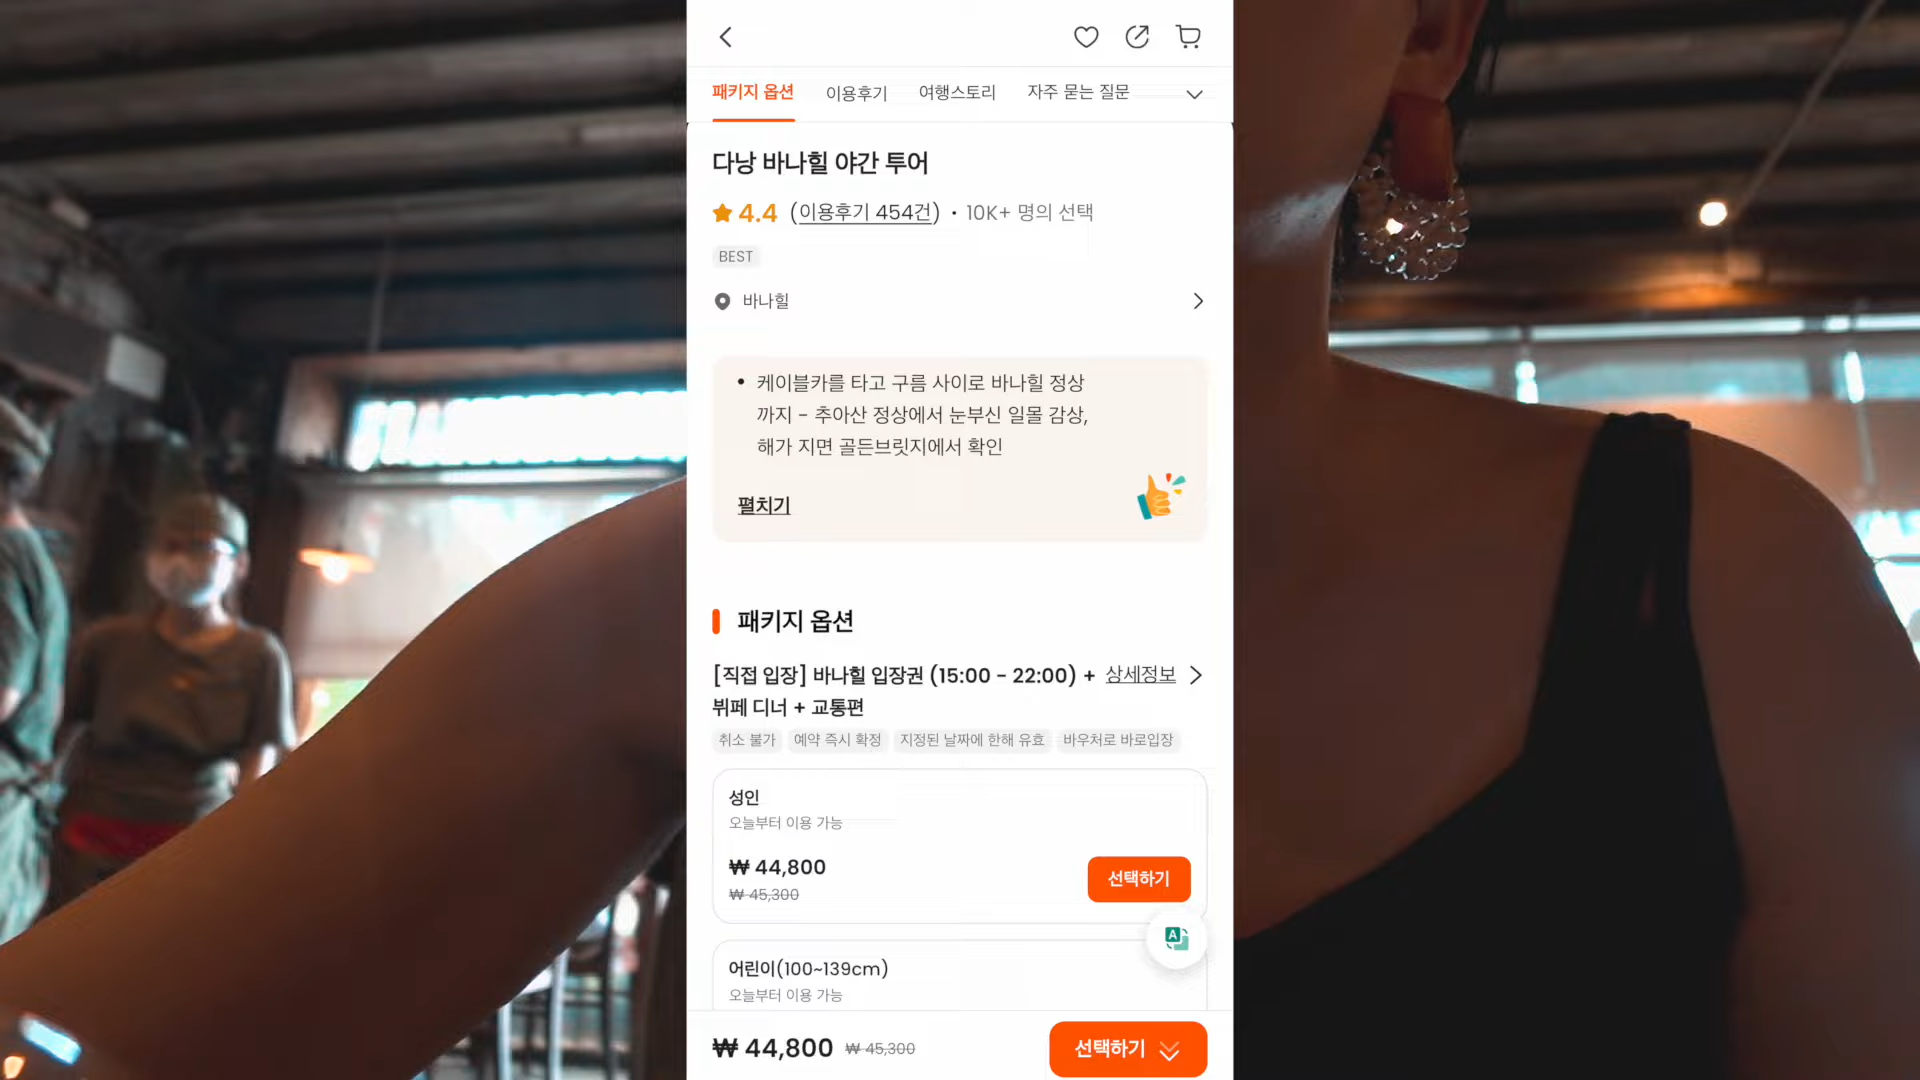 패키지 옵션 이용후기 여행스토리 자주 묻는 질문
다낭 바나힐 야간 투어
4.4 (이용후기 454건) • 10K+ 명의 선택
BEST
바나힐
• 케이블카를 타고 구름 사이로 바나힐 정상
까지 – 추아산 정상에서 눈부신 일몰 감상,
해가 지면 골든브릿지에서 확인
펼치기
패키지 옵션
[직접 입장] 바나힐 입장권 (15:00 - 22:00) + 상세정보
뷔페 디너 + 교통편
취소 불가 예약 즉시 확정 지정된 날짜에 한해 유효 바우처로 바로입장
성인
오늘부터 이용 가능
₩ 44,800
₩ 45,300
선택하기
어린이(100~139cm)
오늘부터 이용 가능
₩ 44,800 ₩ 45,300 선택하기